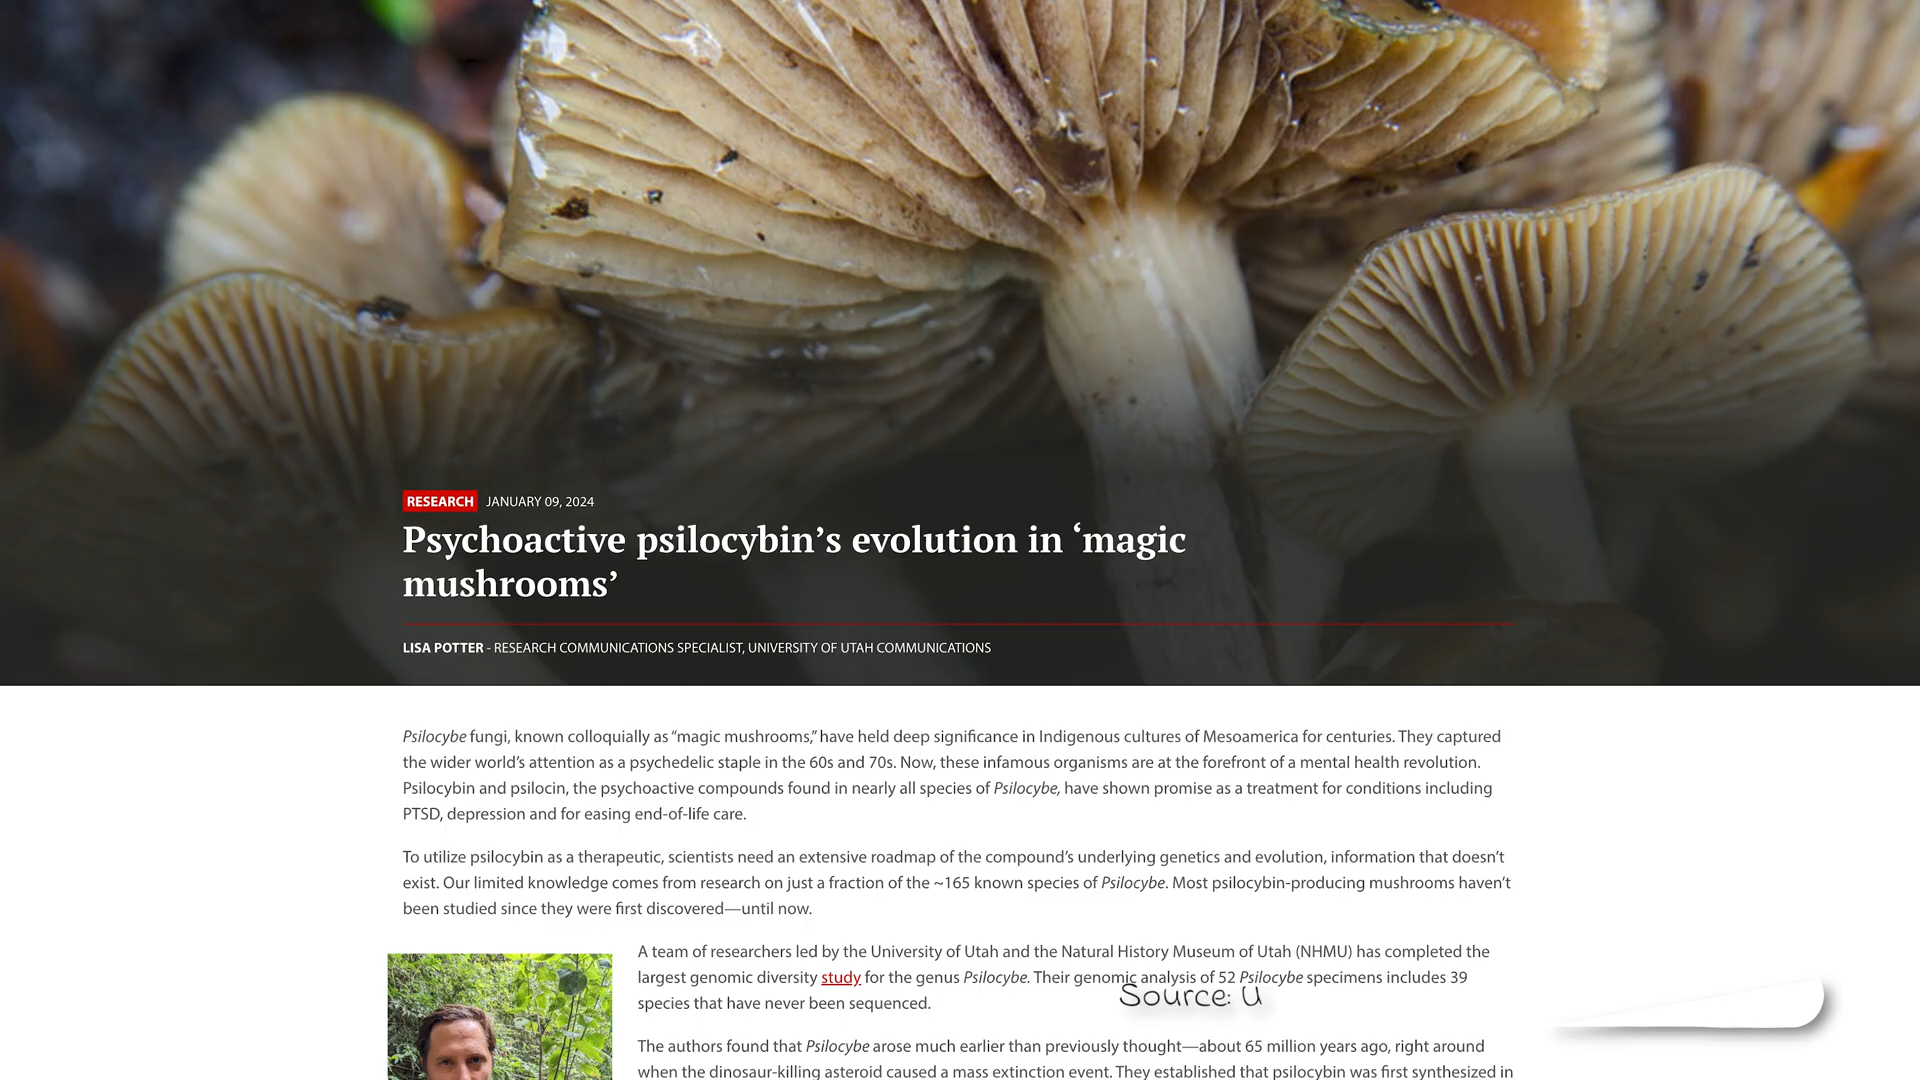 RESEARCH JANUARY 09, 2024
Psychoactive psilocybin’s evolution in ‘magic
mushrooms’
LISA POTTER - RESEARCH COMMUNICATIONS SPECIALIST, UNIVERSITY OF UTAH COMMUNICATIONS
Psilocybe fungi, known colloquially as “magic mushrooms,” have held deep significance in Indigenous cultures of Mesoamerica for centuries. They captured
the wider world’s attention as a psychedelic staple in the 60s and 70s. Now, these infamous organisms are at the forefront of a mental health revolution.
Psilocybin and psilocin, the psychoactive compounds found in nearly all species of Psilocybe, have shown promise as a treatment for conditions including
PTSD, depression and for easing end-of-life care.
To utilize psilocybin as a therapeutic, scientists need an extensive roadmap of the compound’s underlying genetics and evolution, information that doesn’t
exist. Our limited knowledge comes from research on just a fraction of the ~165 known species of Psilocybe. Most psilocybin-producing mushrooms haven’t
been studied since they were first discovered—until now.
A team of researchers led by the University of Utah and the Natural History Museum of Utah (NHMU) has completed the
largest genomic diversity study for the genus Psilocybe. Their genomic analysis of 52 Psilocybe specimens includes 39
species that have never been sequenced.
Source: U
The authors found that Psilocybe arose much earlier than previously thought—about 65 million years ago, right around
when the dinosaur-killing asteroid caused a mass extinction event. They established that psilocybin was first synthesized in